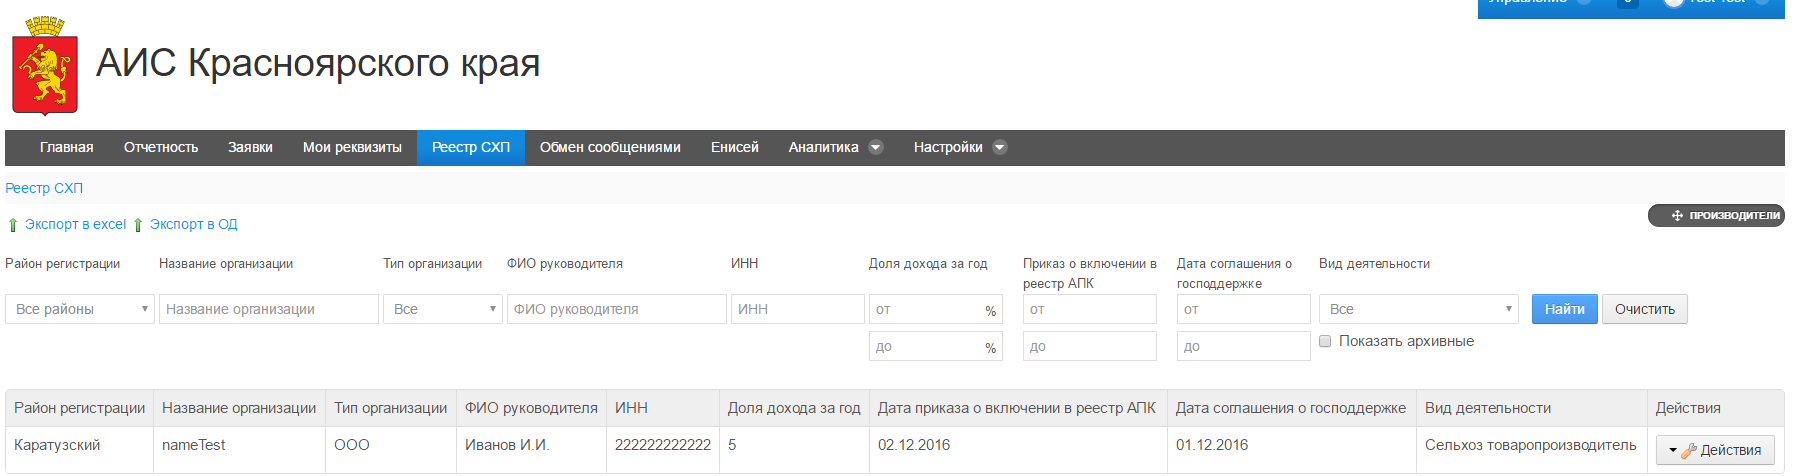 Управление
Test Test
АИС Красноярского края
Главная Отчетность Заявки Мои реквизиты Реестр СХП Обмен сообщениями Енисей Аналитика Настройки
Реестр СХП
Экспорт в excel Экспорт в ОД
ПРОИЗВОДИТЕЛИ
Район регистрации Название организации Тип организации ФИО руководителя ИНН Доля дохода за год Приказ о включении в реестр АПК Дата соглашения о господдержке Вид деятельности
Все районы Название организации Все ФИО руководителя ИНН от % от от Все Найти Очистить
до % до до Показать архивные
Район регистрации Название организации Тип организации ФИО руководителя ИНН Доля дохода за год Дата приказа о включении в реестр АПК Дата соглашения о господдержке Вид деятельности Действия
Каратузский nameTest ООО Иванов И.И. 222222222222 5 02.12.2016 01.12.2016 Сельхоз товаропроизводитель Действия